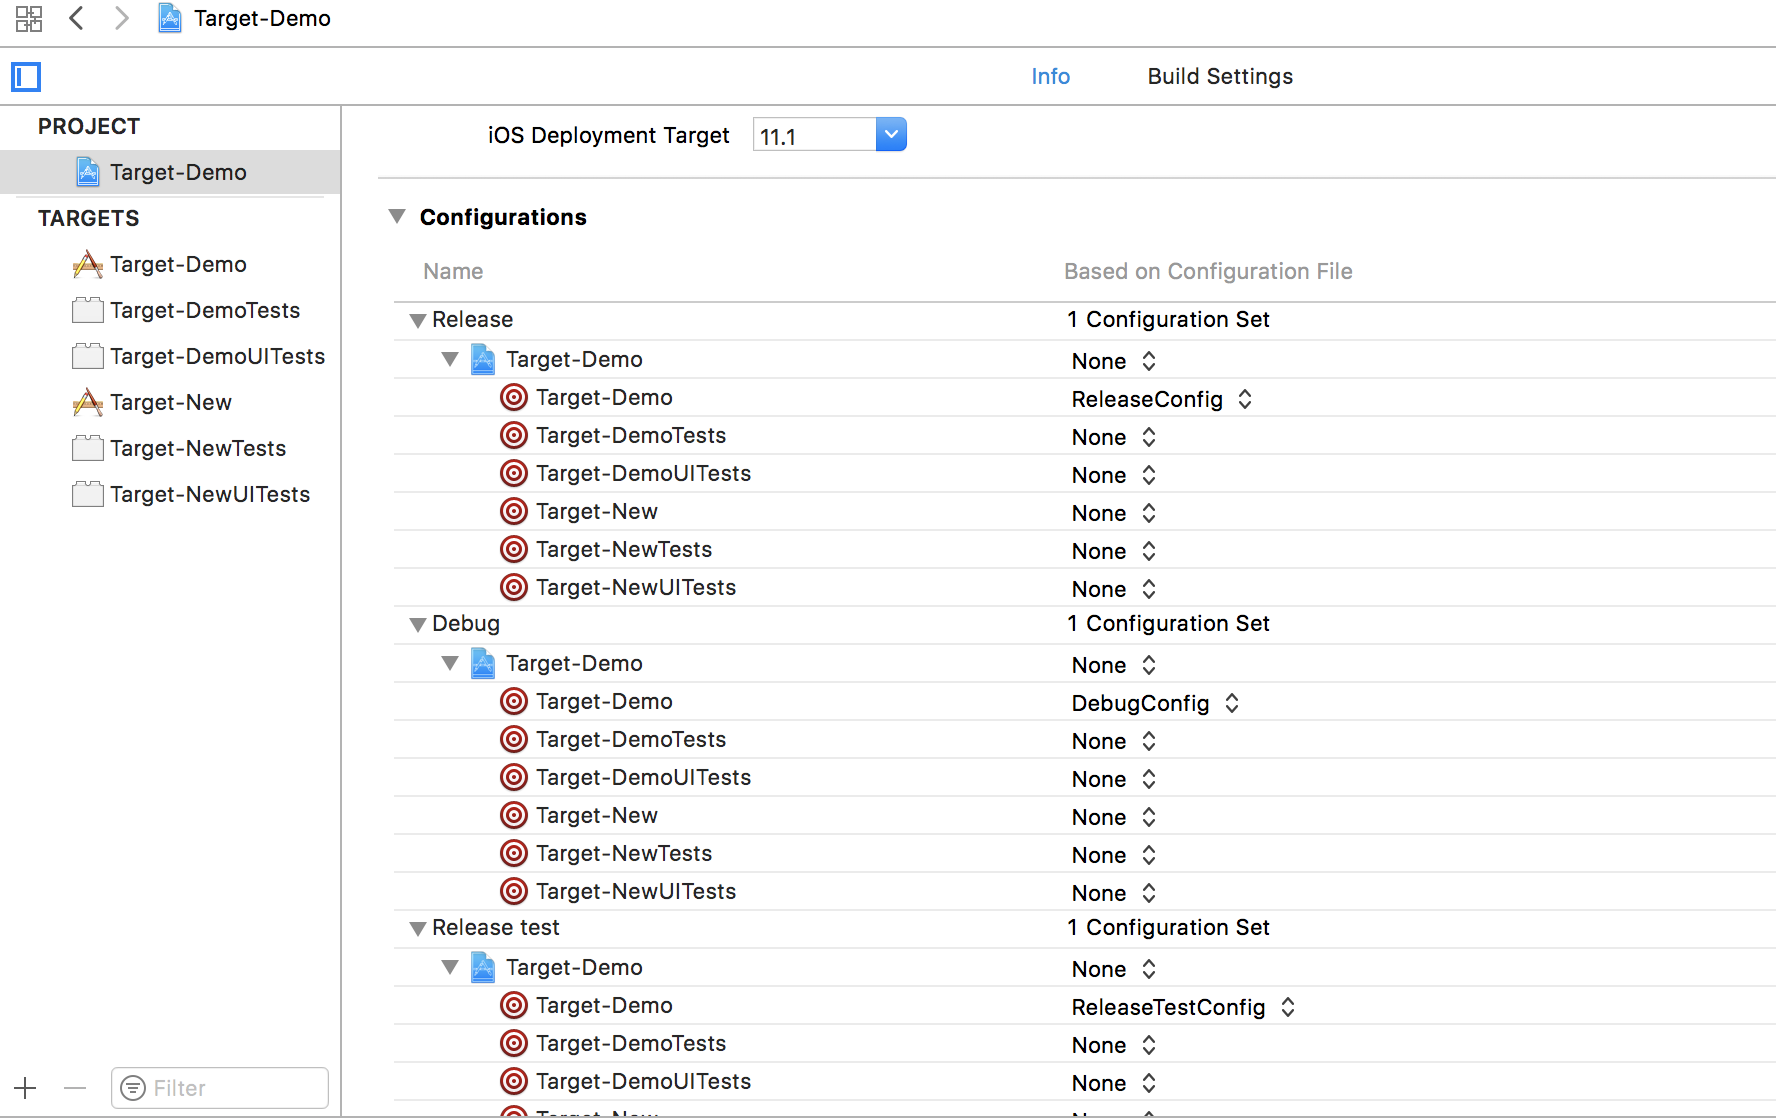 Target-Demo
Info Build Settings
PROJECT
Target-Demo
TARGETS
Target-Demo
Target-DemoTests
Target-DemoUITests
Target-New
Target-NewTests
Target-NewUITests
Filter
iOS Deployment Target 11.1
Configurations
Name Based on Configuration File
Release 1 Configuration Set
Target-Demo None
Target-Demo ReleaseConfig
Target-DemoTests None
Target-DemoUITests None
Target-New None
Target-NewTests None
Target-NewUITests None
Debug 1 Configuration Set
Target-Demo None
Target-Demo DebugConfig
Target-DemoTests None
Target-DemoUITests None
Target-New None
Target-NewTests None
Target-NewUITests None
Release test 1 Configuration Set
Target-Demo None
Target-Demo ReleaseTestConfig
Target-DemoTests None
Target-DemoUITests None